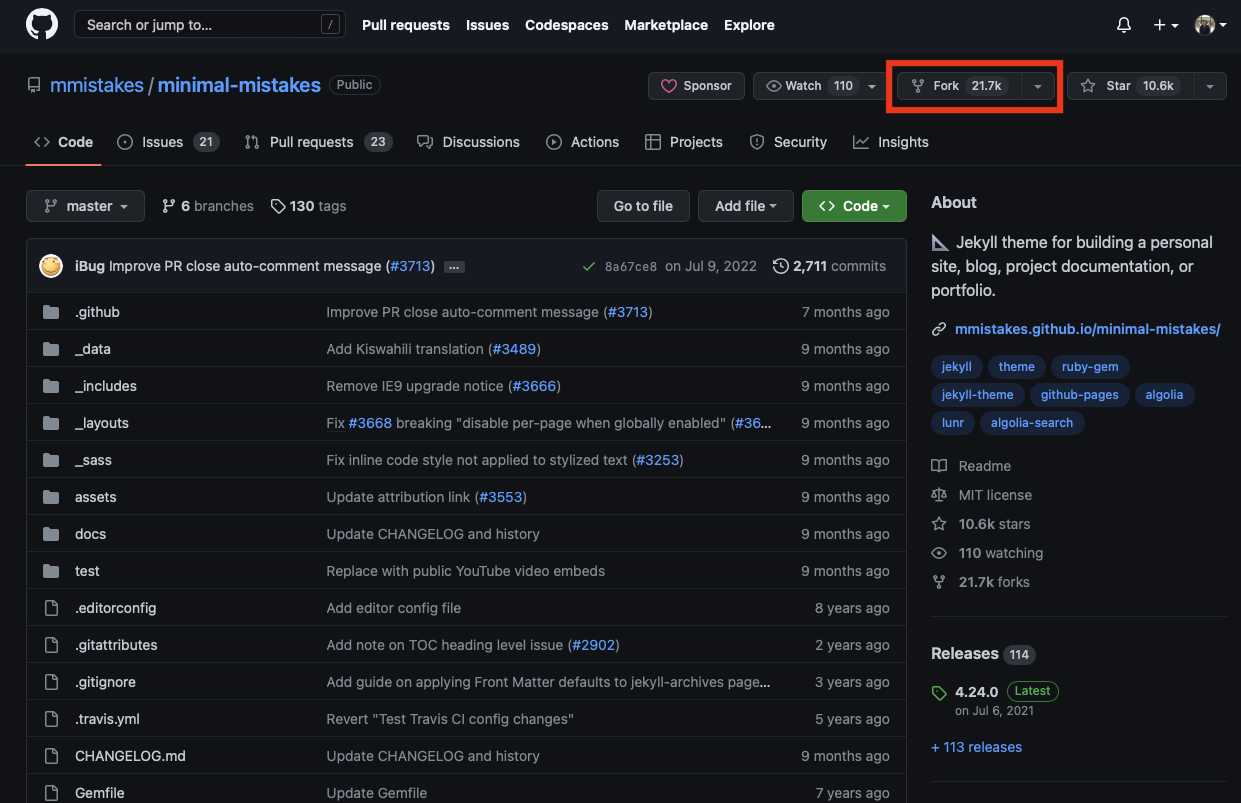 Search or jump to... / Pull requests Issues Codespaces Marketplace Explore
mmistakes / minimal-mistakes Public Sponsor Watch 110 Fork 21.7k Star 10.6k
Code Issues 21 Pull requests 23 Discussions Actions Projects Security Insights
master 6 branches 130 tags Go to file Add file Code
iBug Improve PR close auto-comment message (#3713) ... 8a67ce8 on Jul 9, 2022 2,711 commits
.github Improve PR close auto-comment message (#3713) 7 months ago
_data Add Kiswahili translation (#3489) 9 months ago
_includes Remove IE9 upgrade notice (#3666) 9 months ago
_layouts Fix #3668 breaking "disable per-page when globally enabled" (#36... 9 months ago
_sass Fix inline code style not applied to stylized text (#3253) 9 months ago
assets Update attribution link (#3553) 9 months ago
docs Update CHANGELOG and history 9 months ago
test Replace with public YouTube video embeds 9 months ago
.editorconfig Add editor config file 8 years ago
.gitattributes Add note on TOC heading level issue (#2902) 2 years ago
.gitignore Add guide on applying Front Matter defaults to jekyll-archives page... 3 years ago
.travis.yml Revert "Test Travis CI config changes" 5 years ago
CHANGELOG.md Update CHANGELOG and history 9 months ago
Gemfile Update Gemfile 7 years ago
About
Jekyll theme for building a personal
site, blog, project documentation, or
portfolio.
mmistakes.github.io/minimal-mistakes/
jekyll theme ruby-gem
jekyll-theme github-pages algolia
lunr algolia-search
Readme
MIT license
10.6k stars
110 watching
21.7k forks
Releases 114
4.24.0 Latest
on Jul 6, 2021
+ 113 releases